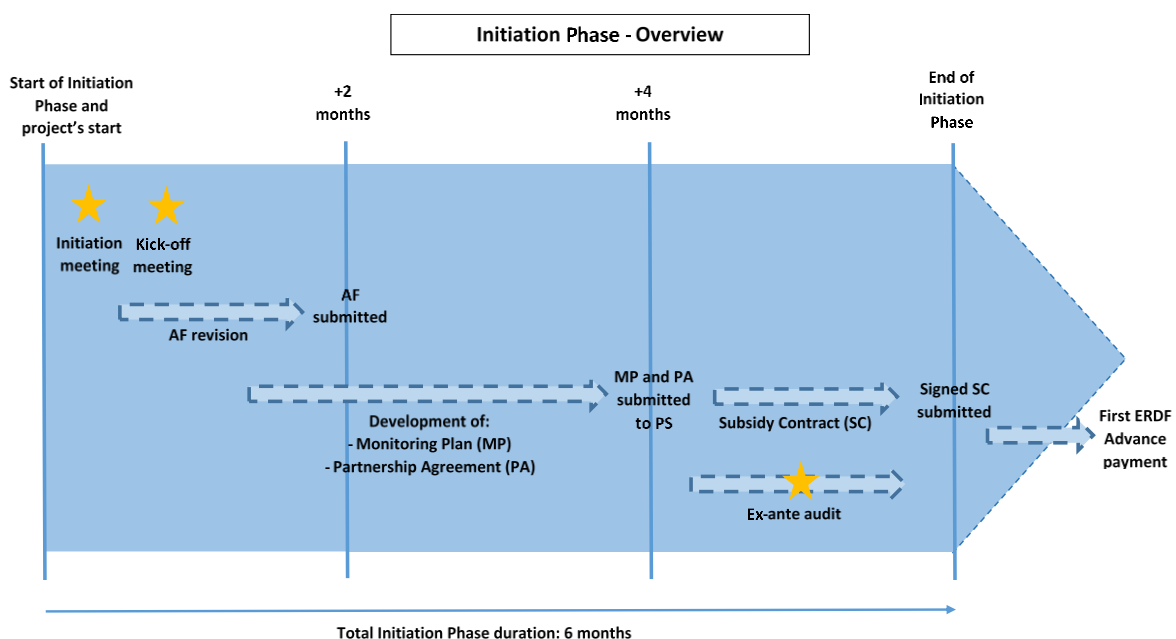 Initiation Phase - Overview
Start of Initiation
Phase and
project's start
+2
months
+4
months
End of
Initiation
Phase
Initiation
meeting
Kick-off
meeting
AF revision
AF
submitted
Development of:
- Monitoring Plan (MP)
- Partnership Agreement (PA)
MP and PA
submitted
to PS
Subsidy Contract (SC)
Signed SC
submitted
First ERDF
Advance
payment
Ex-ante audit
Total Initiation Phase duration: 6 months